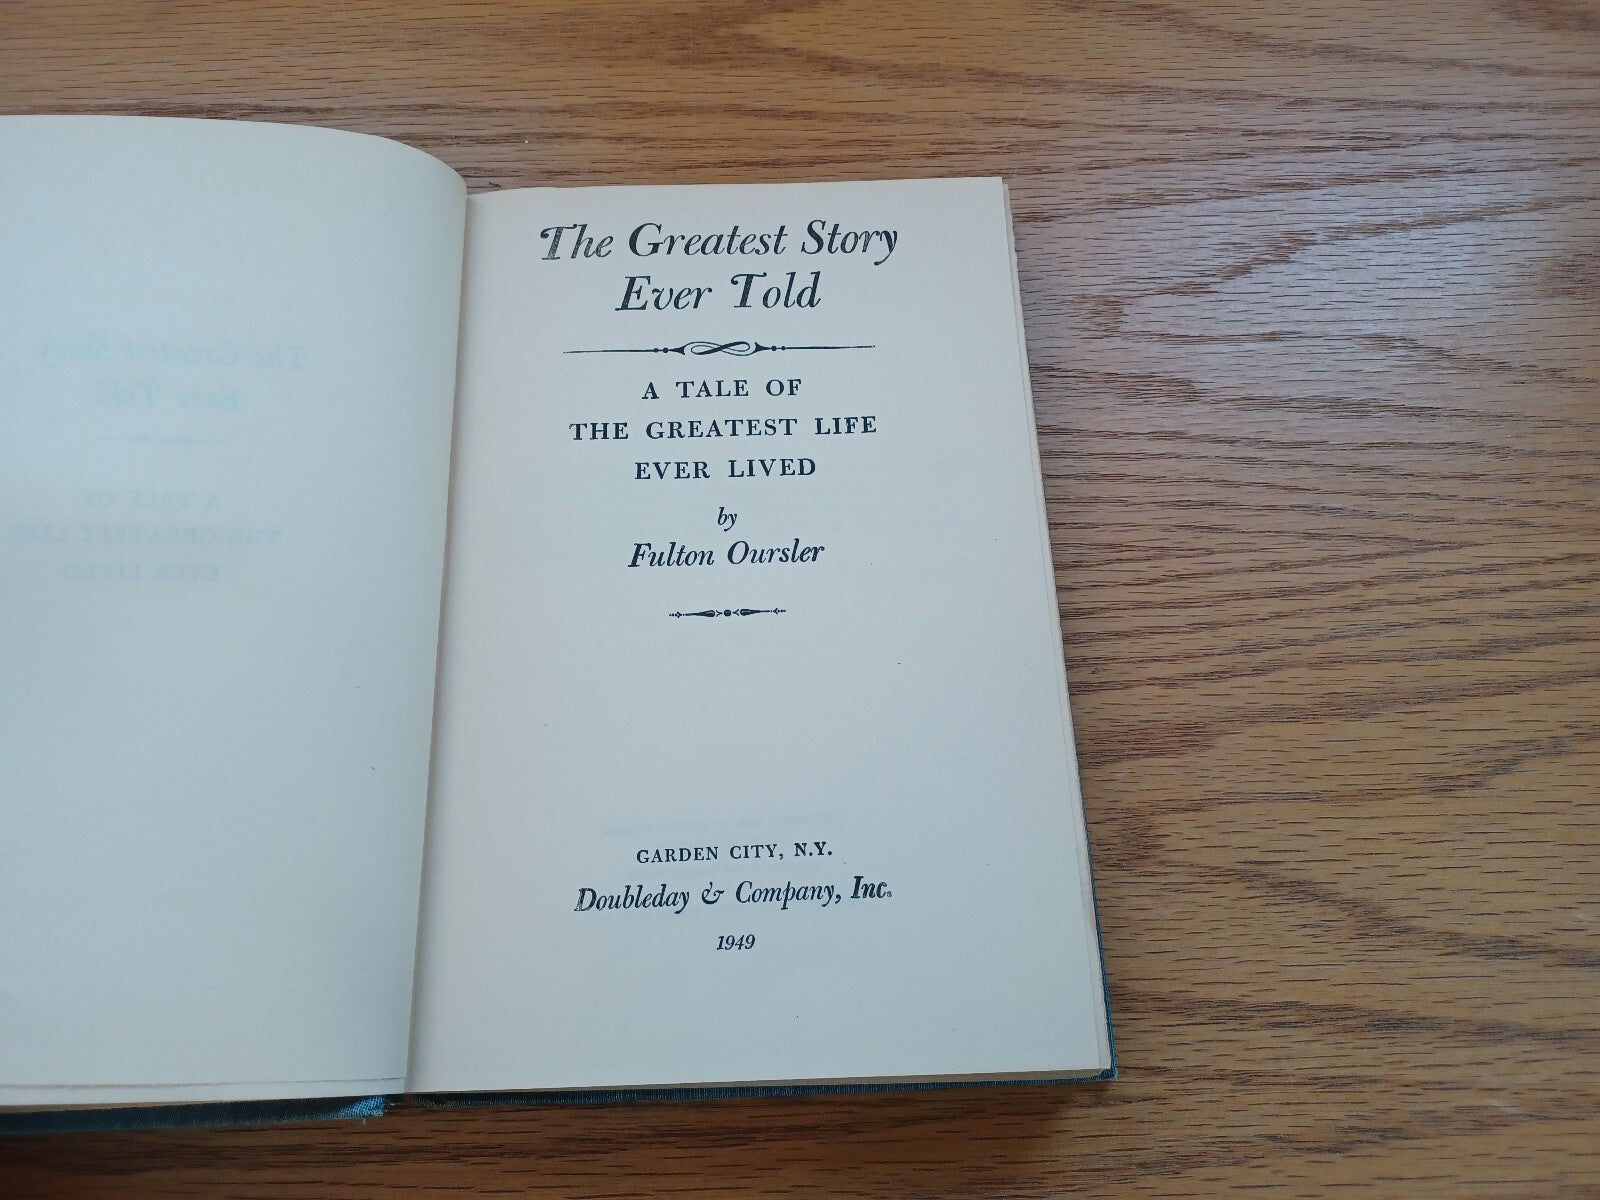 The Greatest Story
Ever Told
A TALE OF
THE GREATEST LIFE
EVER LIVED
by
Fulton Oursler
GARDEN CITY, N.Y.
Doubleday & Company, Inc.
1949